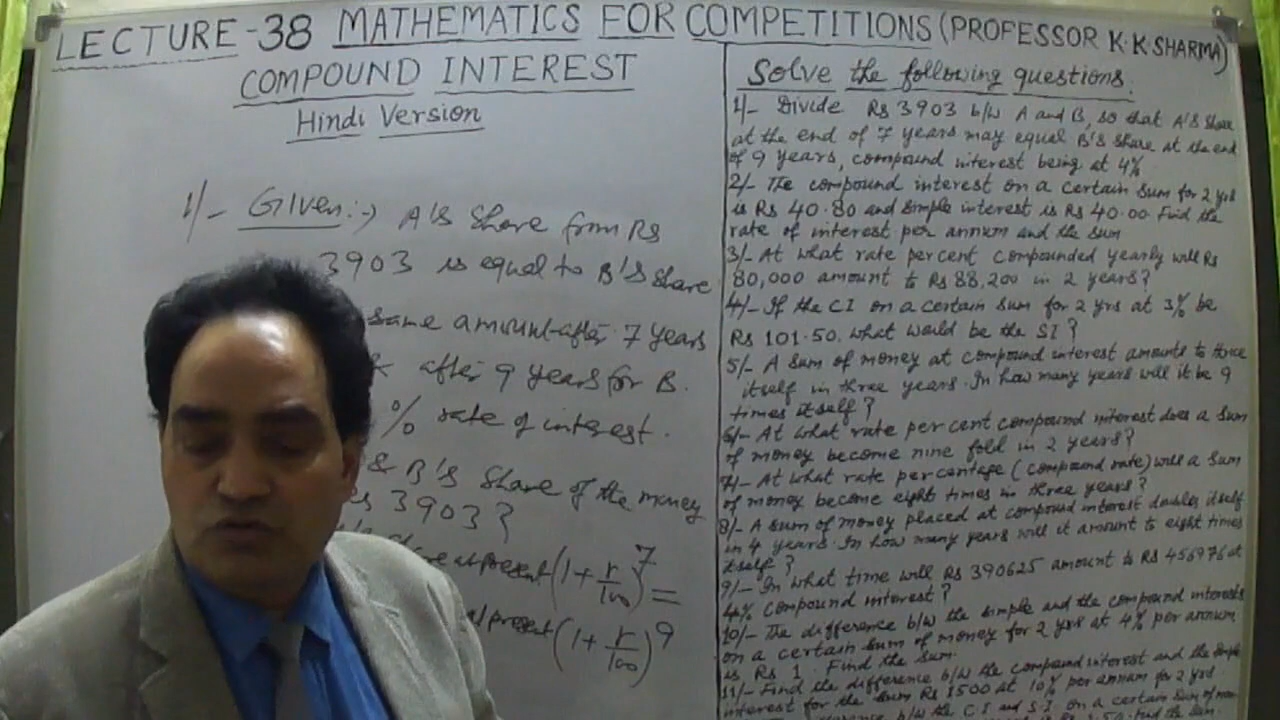 LECTURE-38 MATHEMATICS FOR COMPETITIONS (PROFESSOR K.K.SHARMA)
COMPOUND INTEREST
Hindi Version
1/- Given:-) A's Share from Rs
3903 is equal to B's Share
same amount after 7 years
after 9 years for B.
% rate of interest.
& B's Share of the money
3903?
at present (1+r/100)^7 =
present (1+r/100)^9
Solve the following questions.
1/- Divide Rs 3903 b/w A and B, so that A's Share
at the end of 7 years may equal B's Share at the end
of 9 years, compound interest being at 4%
2/- The compound interest on a certain sum for 2 yrs
is Rs 40.80 and simple interest is Rs 40.00 Find the
rate of interest per annum and the sum
3/- At what rate percent compounded yearly will Rs
80,000 amount to Rs 88,200 in 2 years?
4/- If the CI on a certain sum for 2 yrs at 3% be
Rs 101.50. what would be the SI?
5/- A sum of money at compound interest amounts to thrice
itself in three years. In how many years will it be 9
times itself?
6/- At what rate per cent compound interest does a sum
of money become nine fold in 2 years?
7/- At what rate percentage (compound rate) will a sum
of money become eight times in three years?
8/- A sum of money placed at compound interest doubles itself
in 4 years. In how many years will it amount to eight times
itself?
9/- In what time will Rs 390625 amount to Rs 456976 at
4% compound interest?
10/- The difference b/w the simple and the compound interests
on a certain sum of money for 2 yrs at 4% per annum
is Rs 1. Find the sum.
11/- Find the difference b/w the compound interest and the simple
interest for the sum Rs 1500 at 10% per annum for 2 yrs.
b/w the C I and S.I on a certain sum of